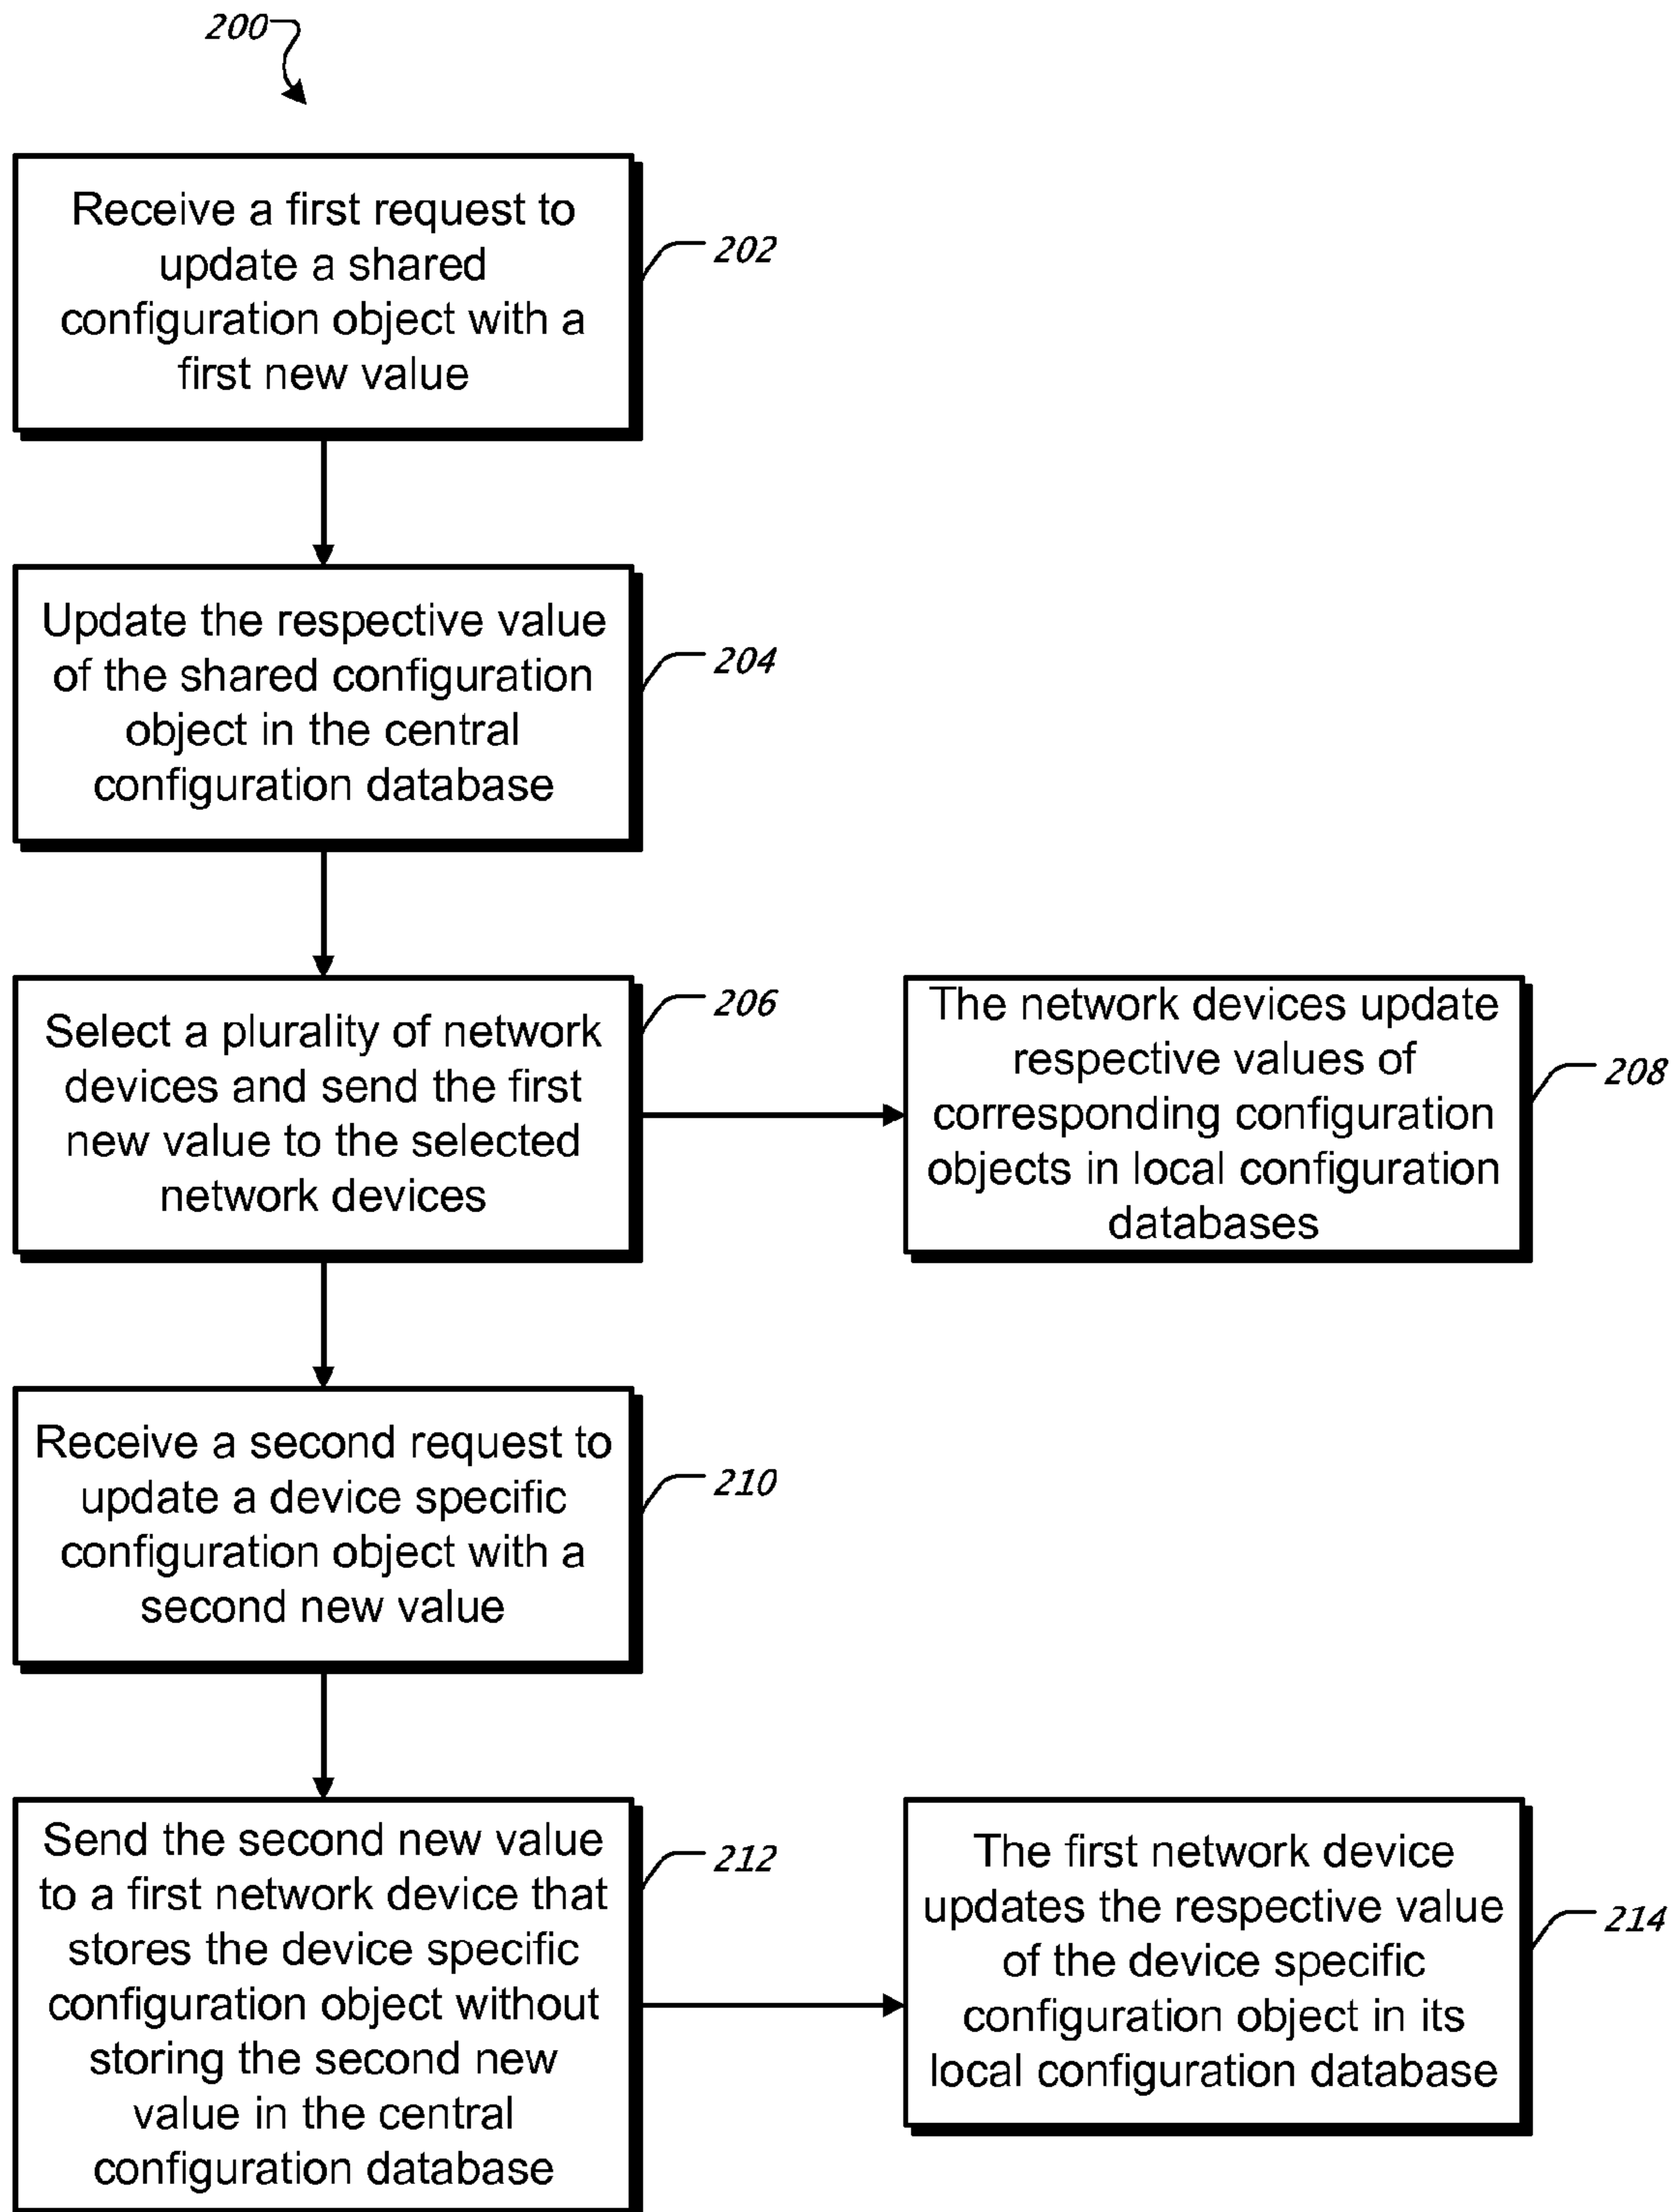 200
Receive a first request to
update a shared
configuration object with a
first new value
202
Update the respective value
of the shared configuration
object in the central
configuration database
204
Select a plurality of network
devices and send the first
new value to the selected
network devices
206
The network devices update
respective values of
corresponding configuration
objects in local configuration
databases
208
Receive a second request to
update a device specific
configuration object with a
second new value
210
Send the second new value
to a first network device that
stores the device specific
configuration object without
storing the second new
value in the central
configuration database
212
The first network device
updates the respective value
of the device specific
configuration object in its
local configuration database
214